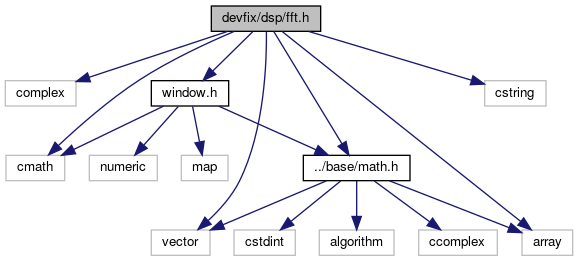 devfix/dsp/fft.h
complex
window.h
cstring
cmath
numeric
map
../base/math.h
vector
cstdint
algorithm
ccomplex
array